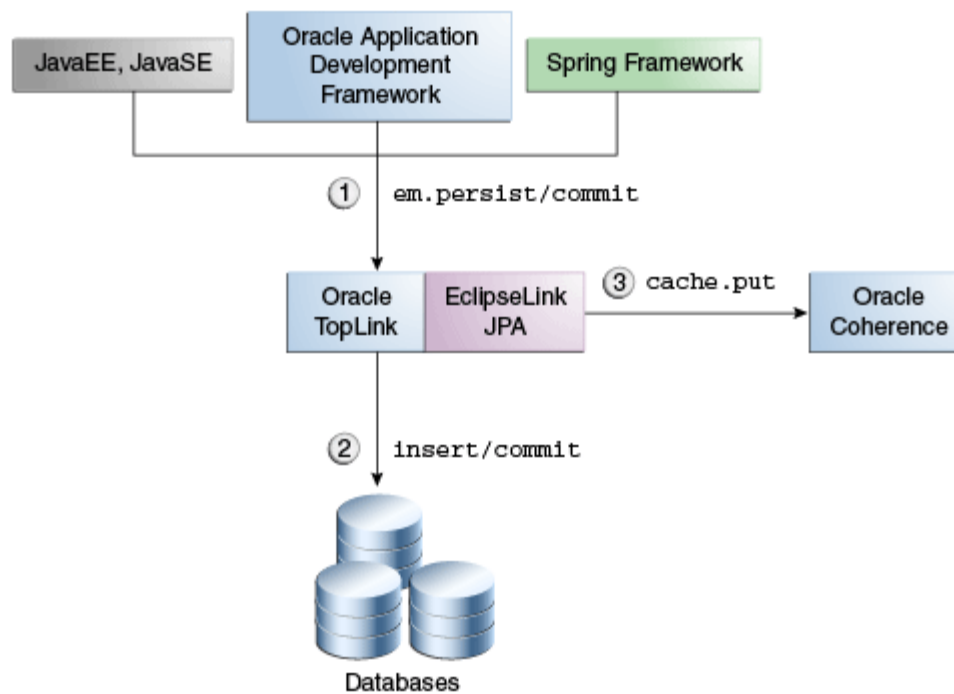 JavaEE, JavaSE
Oracle Application
Development
Framework
Spring Framework
1 em.persist/commit
Oracle
TopLink
EclipseLink
JPA
3 cache.put
Oracle
Coherence
2 insert/commit
Databases